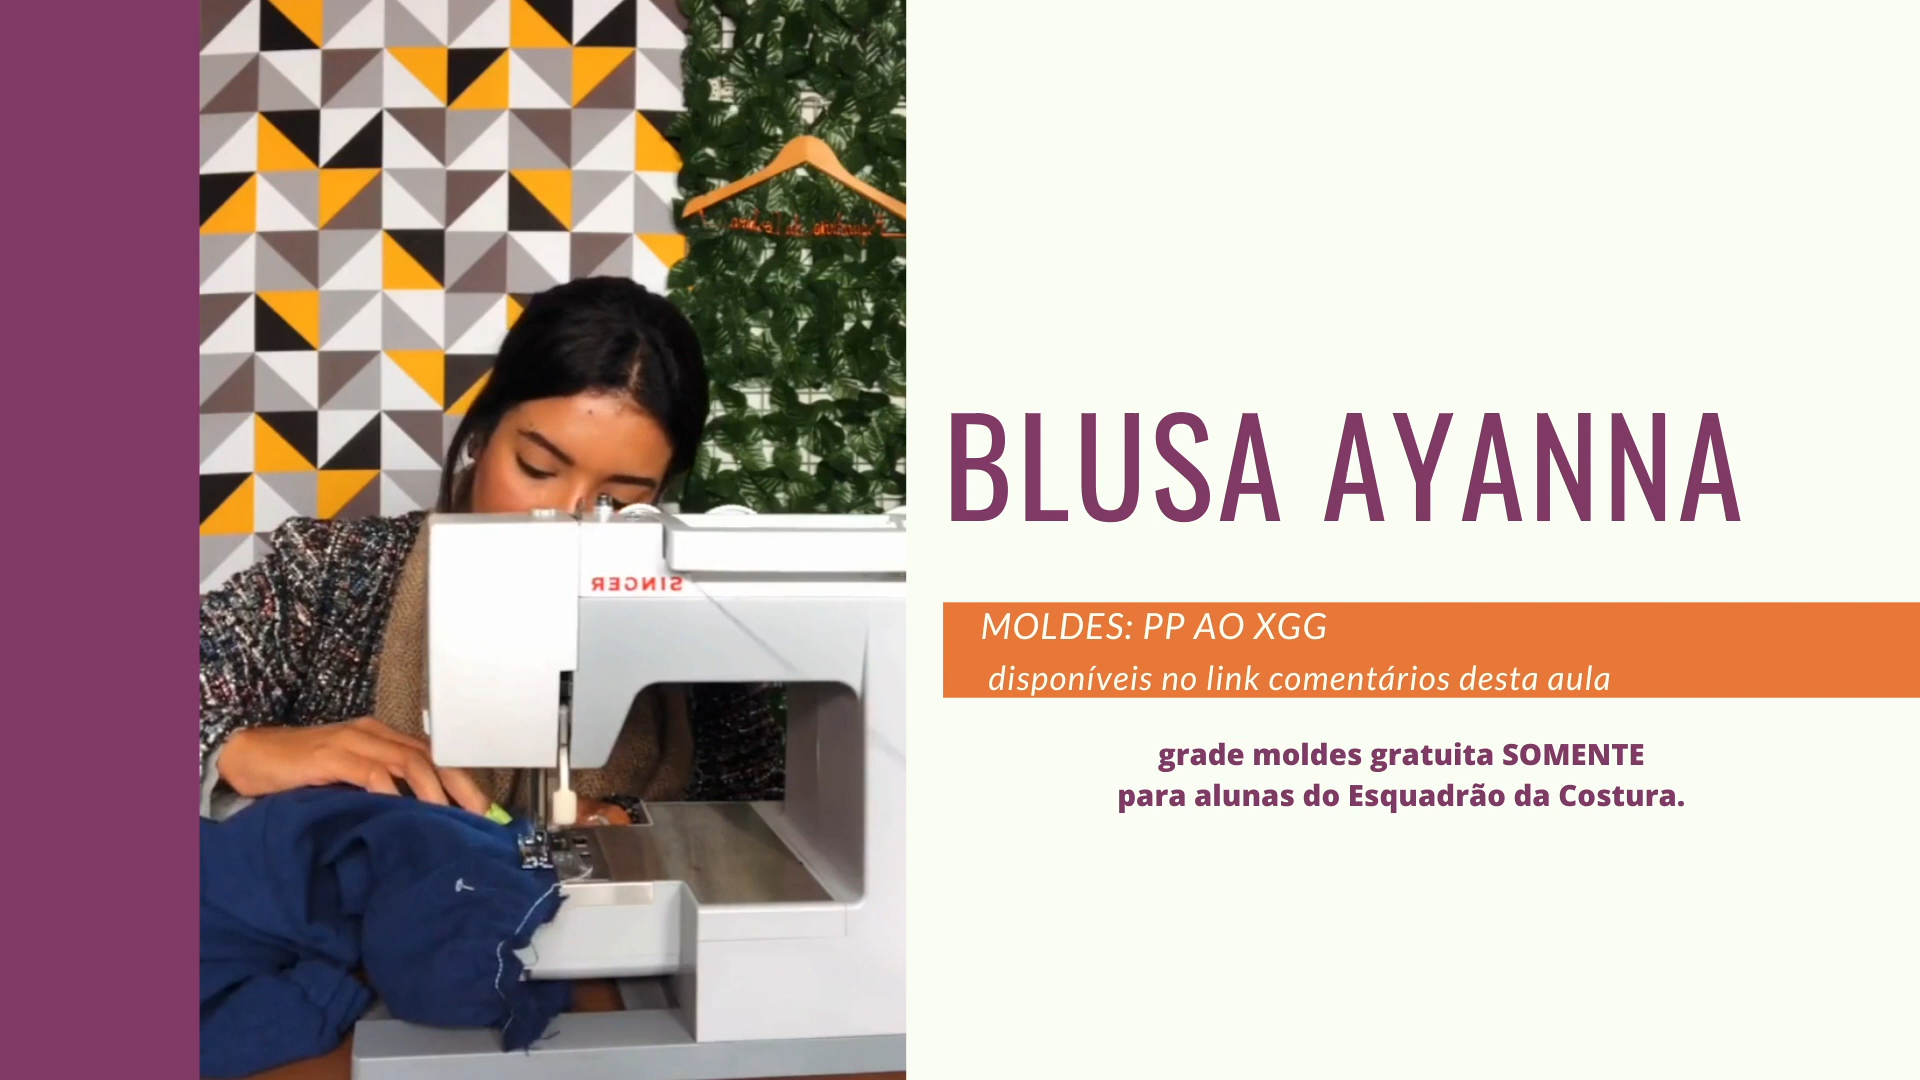 SINGER
BLUSA AYANNA
MOLDES: PP AO XGG
disponíveis no link comentários desta aula
grade moldes gratuita SOMENTE
para alunas do Esquadrão da Costura.